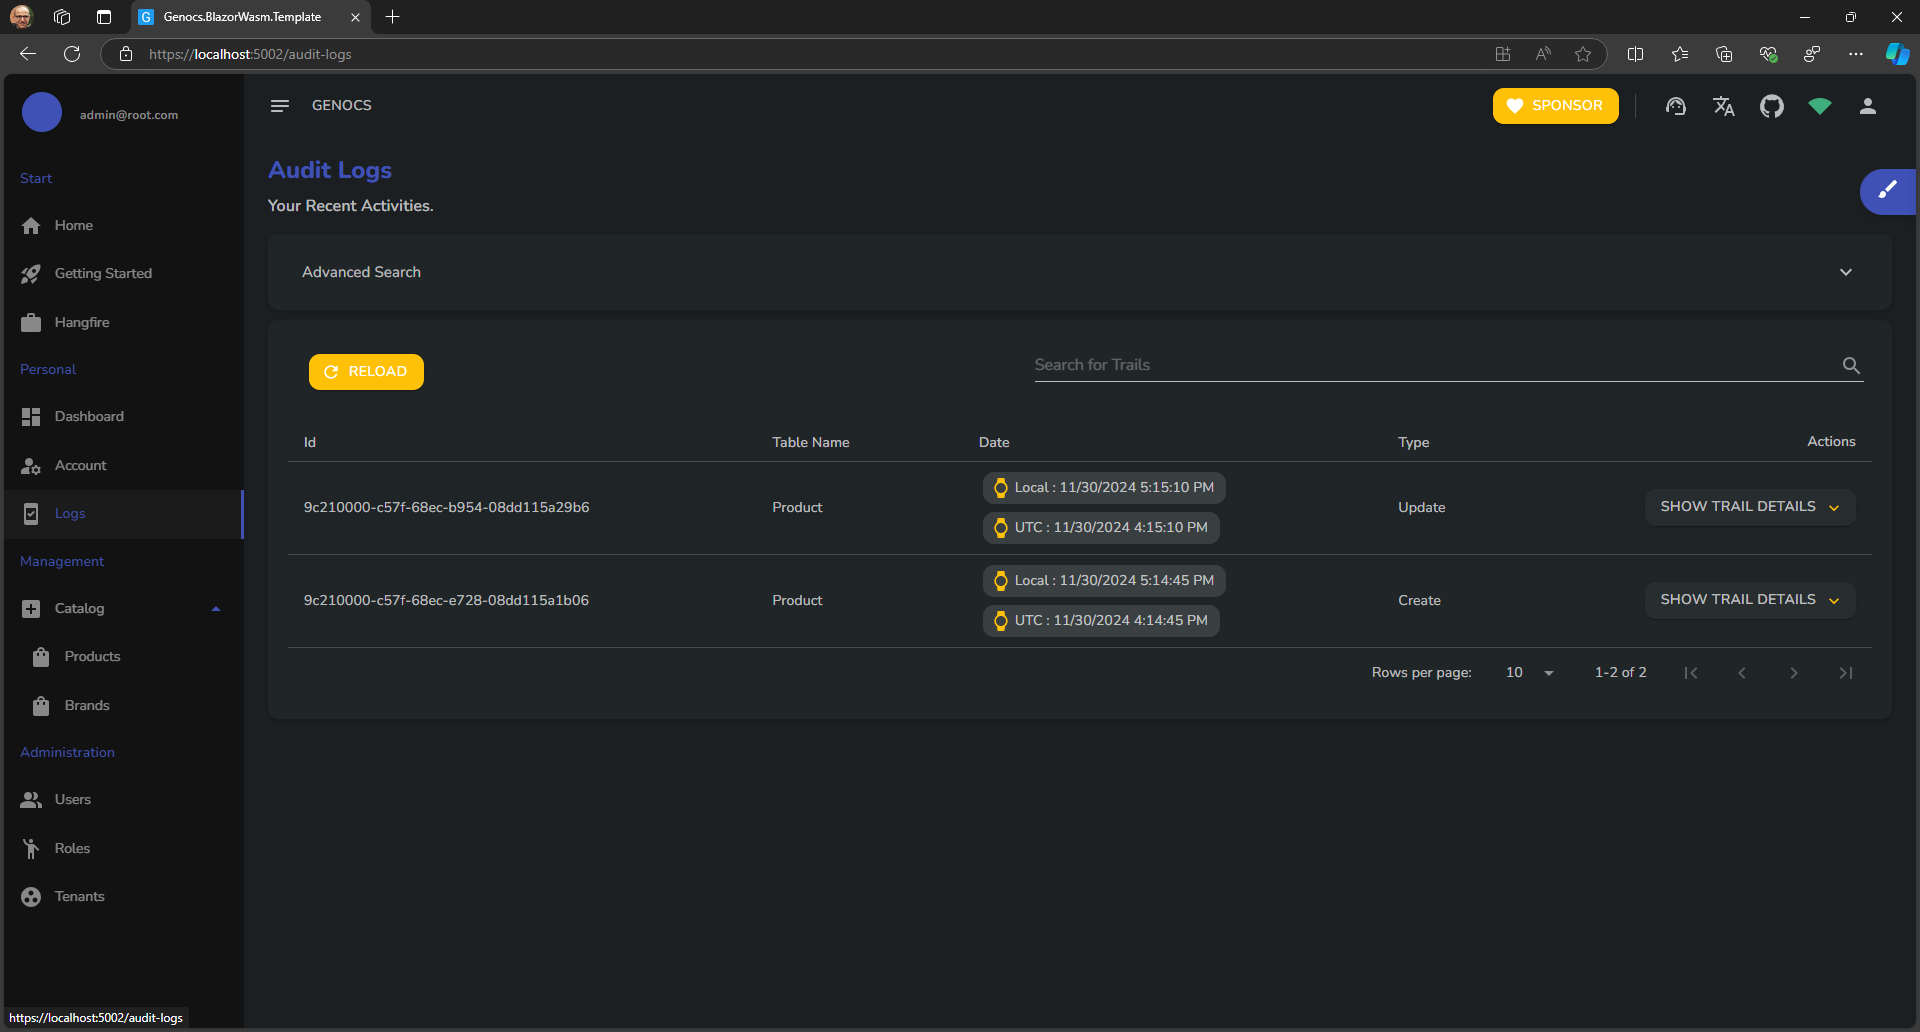 G Genocs.BlazorWasm.Template
https://localhost:5002/audit-logs
admin@root.com
GENOCS
SPONSOR
Start
Home
Getting Started
Hangfire
Personal
Dashboard
Account
Logs
Management
Catalog
Products
Brands
Administration
Users
Roles
Tenants
Audit Logs
Your Recent Activities.
Advanced Search
RELOAD
Search for Trails
Id Table Name Date Type Actions
9c210000-c57f-68ec-b954-08dd115a29b6 Product Local : 11/30/2024 5:15:10 PM Update SHOW TRAIL DETAILS
UTC : 11/30/2024 4:15:10 PM
9c210000-c57f-68ec-e728-08dd115a1b06 Product Local : 11/30/2024 5:14:45 PM Create SHOW TRAIL DETAILS
UTC : 11/30/2024 4:14:45 PM
Rows per page: 10 1-2 of 2
https://localhost:5002/audit-logs